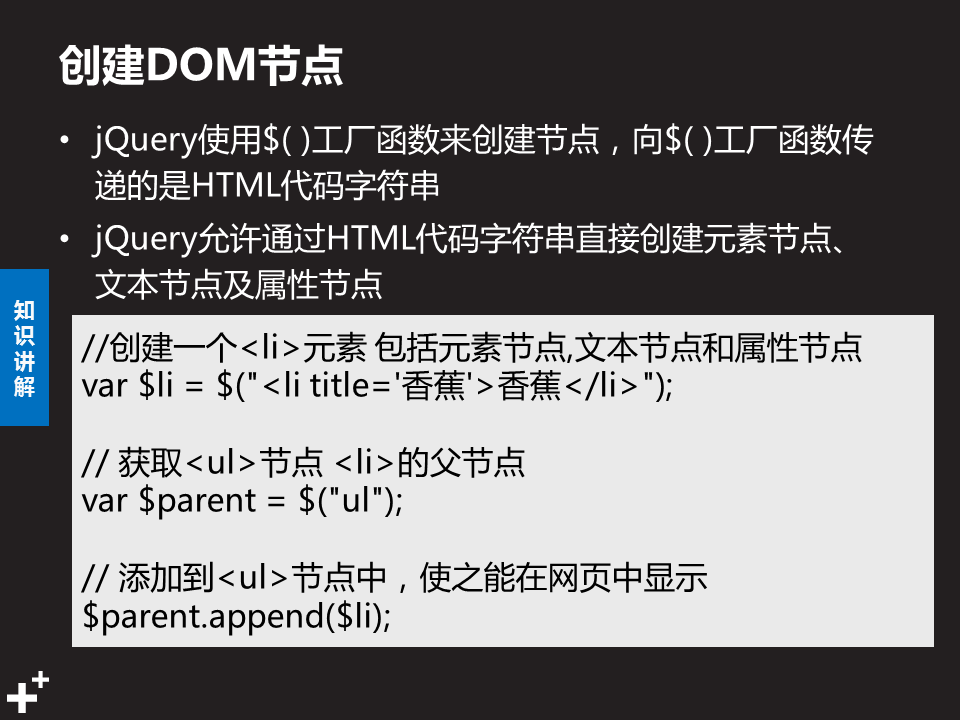 创建DOM节点
• jQuery使用$( )工厂函数来创建节点，向$( )工厂函数传
递的是HTML代码字符串
• jQuery允许通过HTML代码字符串直接创建元素节点、
文本节点及属性节点
知
识
讲
解
//创建一个<li>元素 包括元素节点,文本节点和属性节点
var $li = $("<li title='香蕉'>香蕉</li>");
// 获取<ul>节点 <li>的父节点
var $parent = $("ul");
// 添加到<ul>节点中，使之能在网页中显示
$parent.append($li);